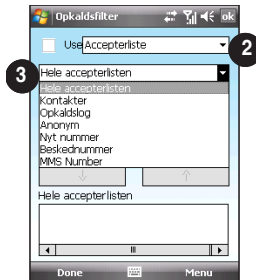 Opkaldsfilter ok
Use Accepterliste
2
3
Hele accepterlisten
Hele accepterlisten
Kontakter
Opkaldslog
Anonym
Nyt nummer
Beskednummer
MMS Number
Hele accepterlisten
Done Menu